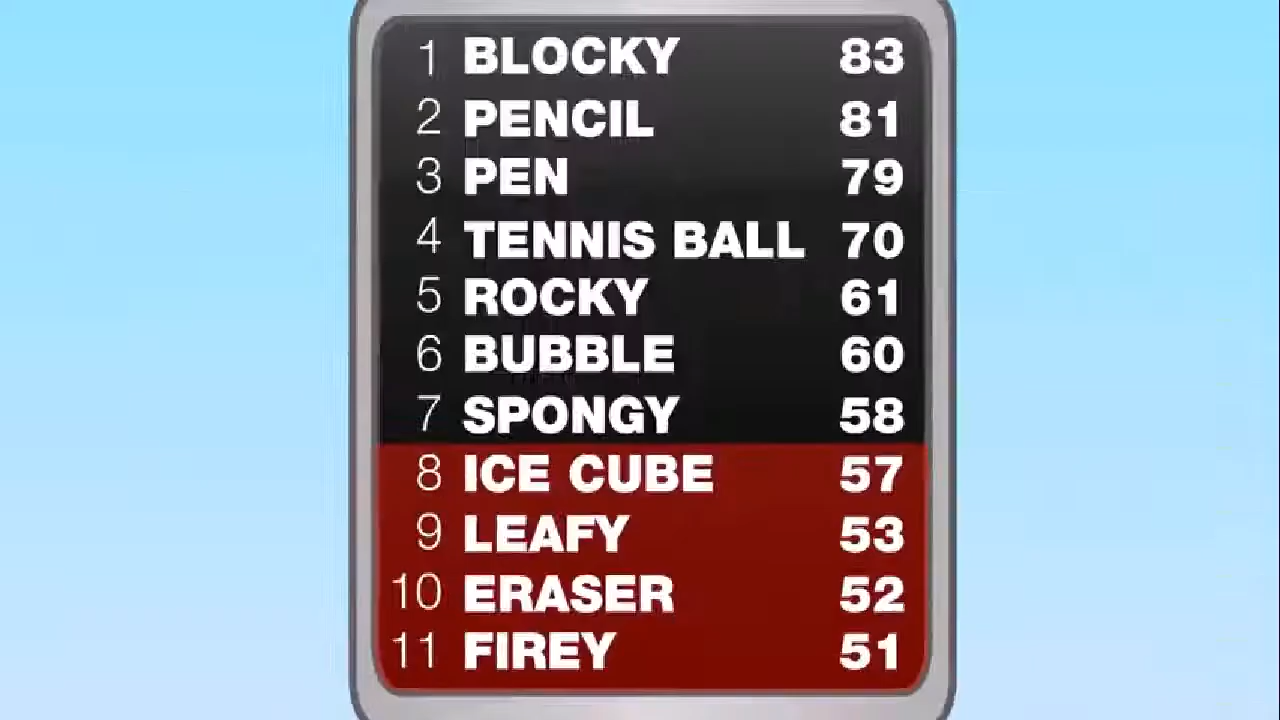 1 BLOCKY 83
2 PENCIL 81
3 PEN 79
4 TENNIS BALL 70
5 ROCKY 61
6 BUBBLE 60
7 SPONGY 58
8 ICE CUBE 57
9 LEAFY 53
10 ERASER 52
11 FIREY 51